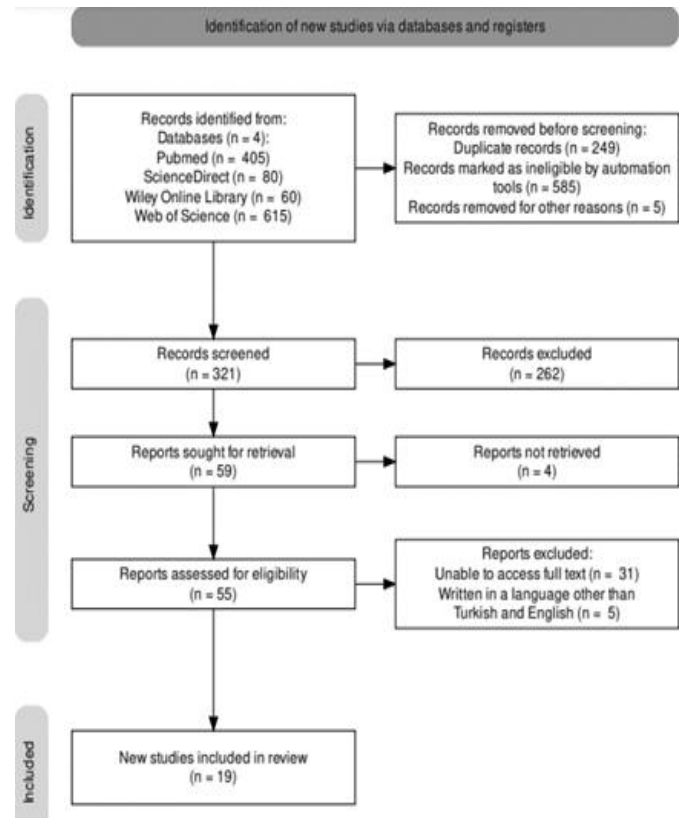 Identification of new studies via databases and registers
Identification
Records identified from:
Databases (n = 4):
Pubmed (n = 405)
ScienceDirect (n = 80)
Wiley Online Library (n = 60)
Web of Science (n = 615)
Records removed before screening:
Duplicate records (n = 249)
Records marked as ineligible by automation
tools (n = 585)
Records removed for other reasons (n = 5)
Screening
Records screened
(n = 321)
Records excluded
(n = 262)
Reports sought for retrieval
(n = 59)
Reports not retrieved
(n = 4)
Reports assessed for eligibility
(n = 55)
Reports excluded:
Unable to access full text (n = 31)
Written in a language other than
Turkish and English (n = 5)
Included
New studies included in review
(n = 19)